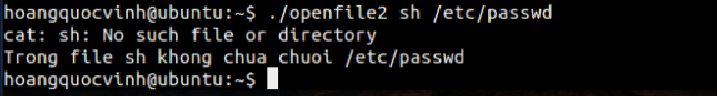 hoangquocvinh@ubuntu:~$ ./openfile2 sh /etc/passwd
cat: sh: No such file or directory
Trong file sh khong chua chuoi /etc/passwd
hoangquocvinh@ubuntu:~$